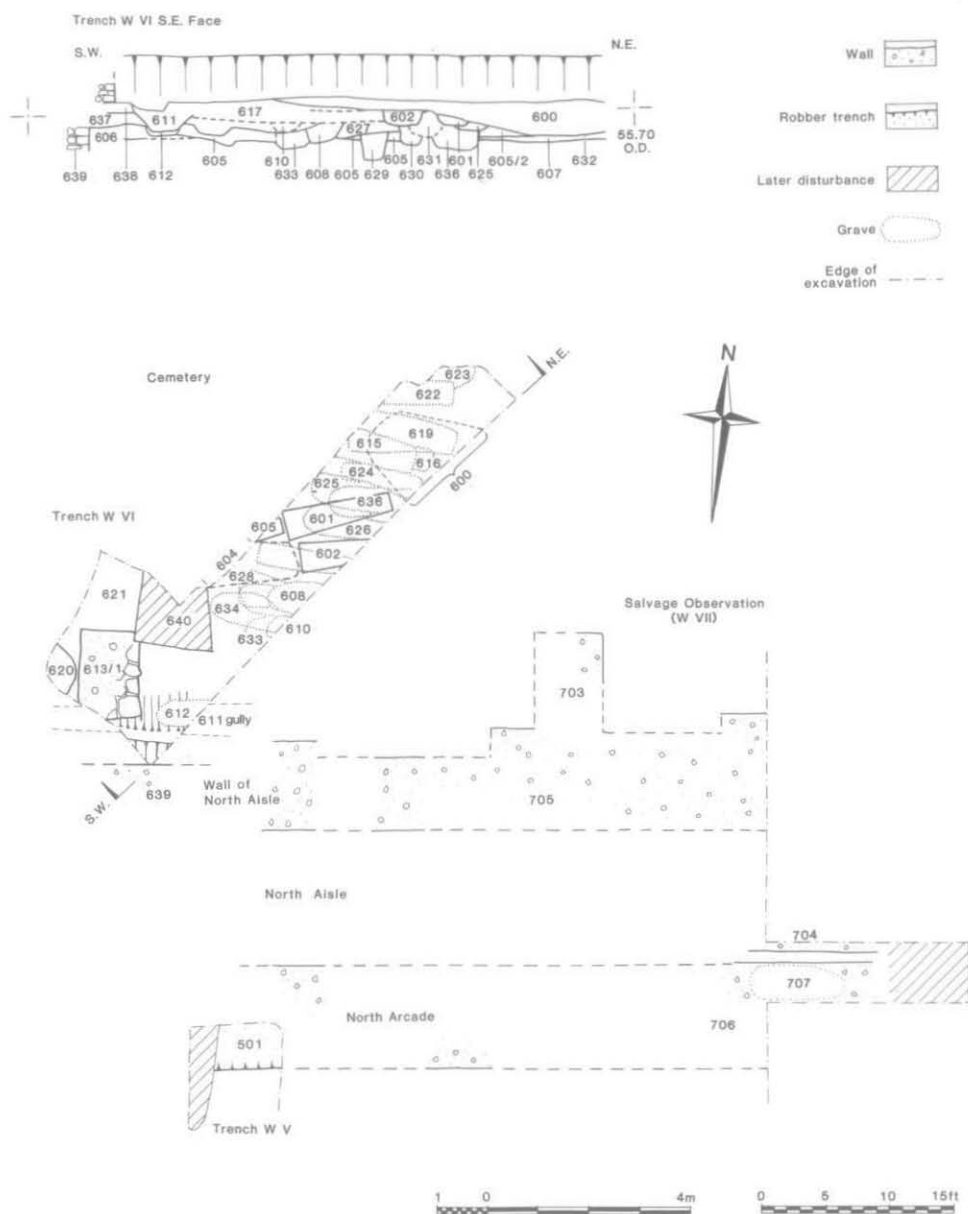 Trench W VI S.E. Face
S.W.
N.E.
637
611
617
602
600
606
627
55.70
O.D.
605
610
605
605
631
601
605/2
632
639
638
612
633
608
629
630
636
625
607
Wall
Robber trench
Later disturbance
Grave
Edge of
excavation
Cemetery
N.E.
N
623
622
619
615
616
624
600
625
636
601
605
626
602
604
628
608
634
633
610
Trench W VI
621
640
620
613/1
612
611 gully
639
S.W.
Salvage Observation
(W VII)
703
705
Wall of
North Aisle
North Aisle
704
707
North Arcade
706
501
Trench W V
1 0 4m
0 5 10 15ft